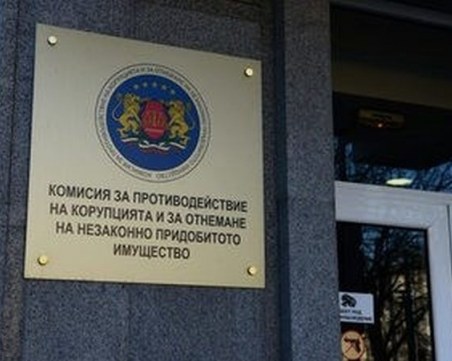 КОМИСИЯ ЗА ПРОТИВОДЕЙСТВИЕ
НА КОРУПЦИЯТА И ЗА ОТНЕМАНЕ
НА НЕЗАКОННО ПРИДОБИТОТО
ИМУЩЕСТВО